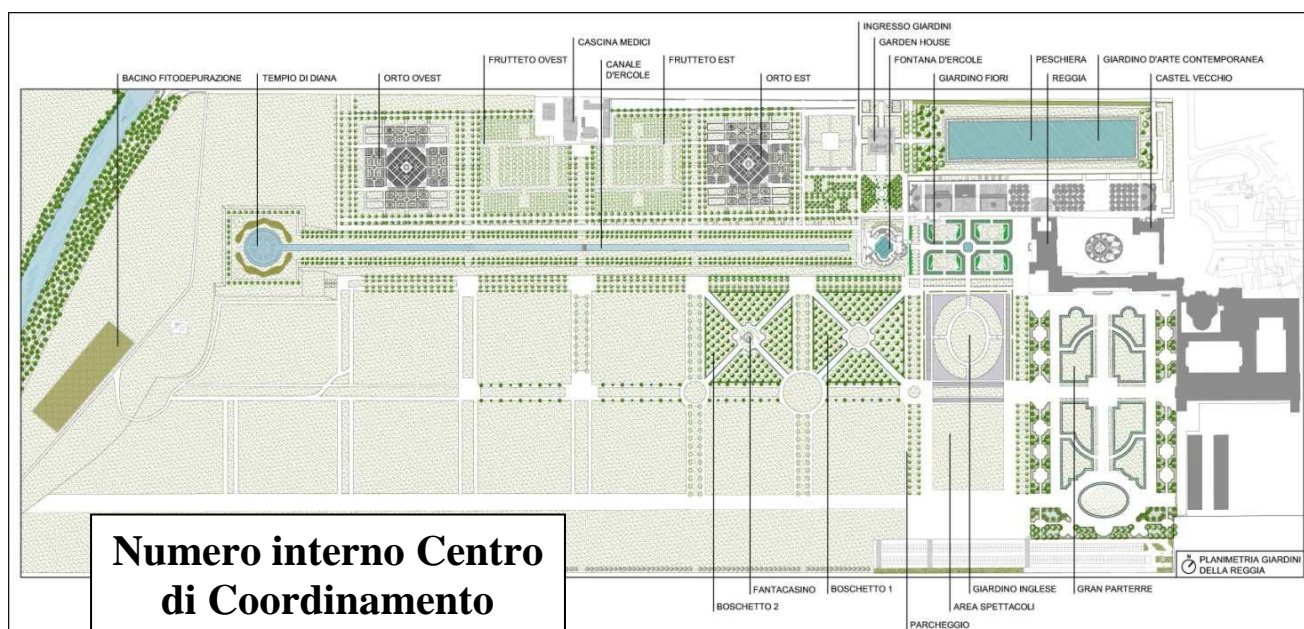 INGRESSO GIARDINI
CASCINA MEDICI
GARDEN HOUSE
FRUTTETO OVEST
CANALE
D'ERCOLE
FRUTTETO EST
FONTANA D'ERCOLE
PESCHIERA
GIARDINO D'ARTE CONTEMPORANEA
BACINO FITODEPURAZIONE
TEMPIO DI DIANA
ORTO OVEST
ORTO EST
GIARDINO FIORI
REGGIA
CASTEL VECCHIO
Numero interno Centro
di Coordinamento
N
PLANIMETRIA GIARDINI
DELLA REGGIA
FANTACASINO
BOSCHETTO 1
GIARDINO INGLESE
GRAN PARTERRE
BOSCHETTO 2
AREA SPETTACOLI
PARCHEGGIO